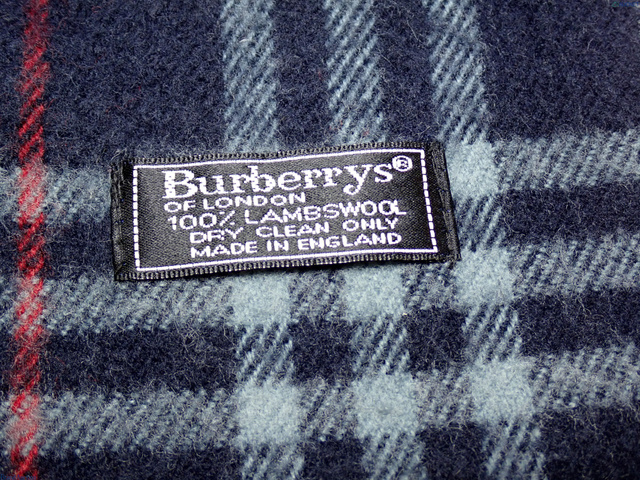 Burberrys®
OF LONDON
100% LAMBSWOOL
DRY CLEAN ONLY
MADE IN ENGLAND